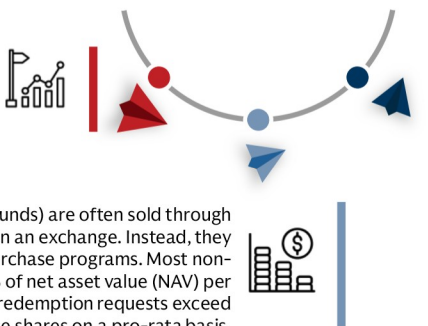 unds) are often sold through
n an exchange. Instead, they
rchase programs. Most non-
of net asset value (NAV) per
redemption requests exceed
shares on a pro-rata basis.